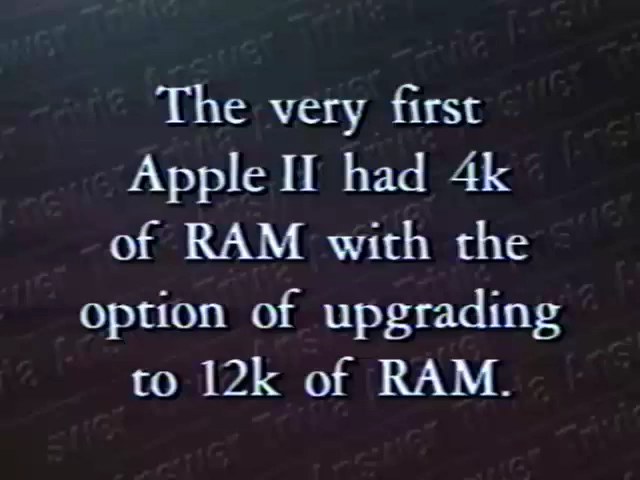 The very first
Apple II had 4k
of RAM with the
option of upgrading
to 12k of RAM.